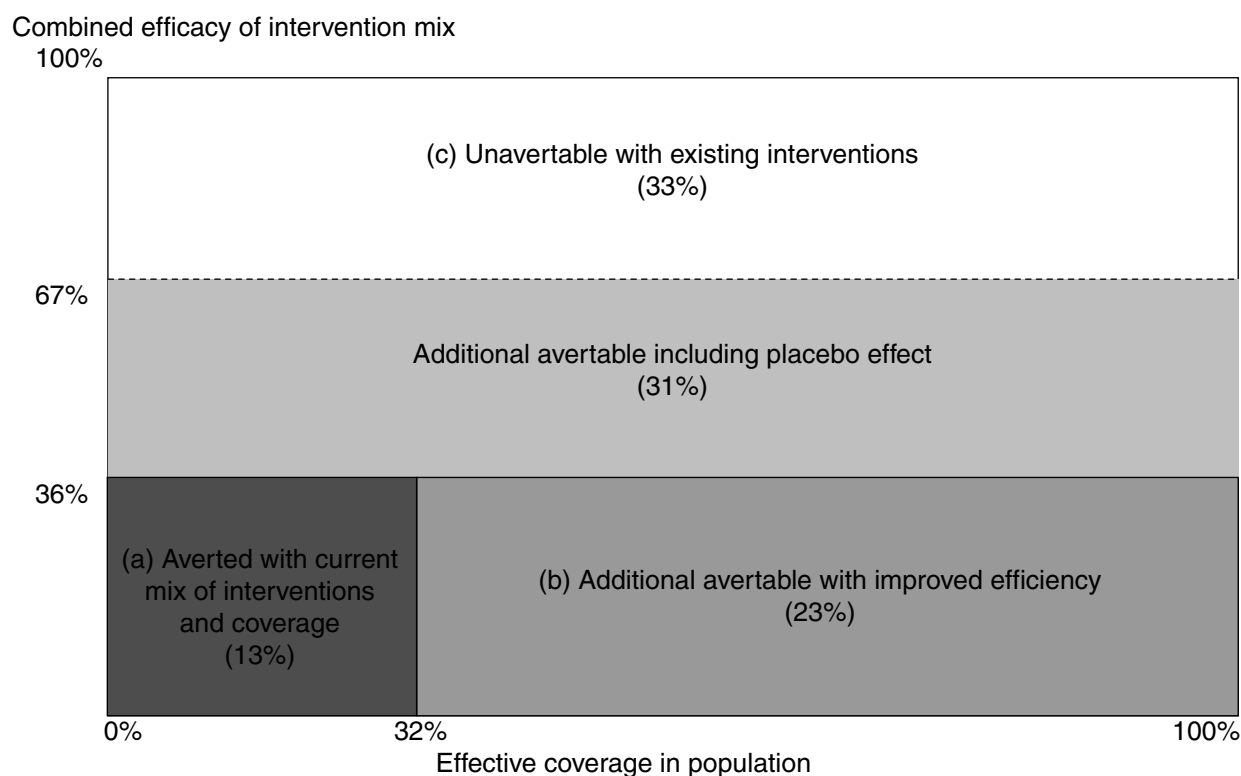 Combined efficacy of intervention mix
100%
(c) Unavertable with existing interventions
(33%)
67%
Additional avertable including placebo effect
(31%)
36%
(a) Averted with current
mix of interventions
and coverage
(13%)
(b) Additional avertable with improved efficiency
(23%)
0%
32%
100%
Effective coverage in population